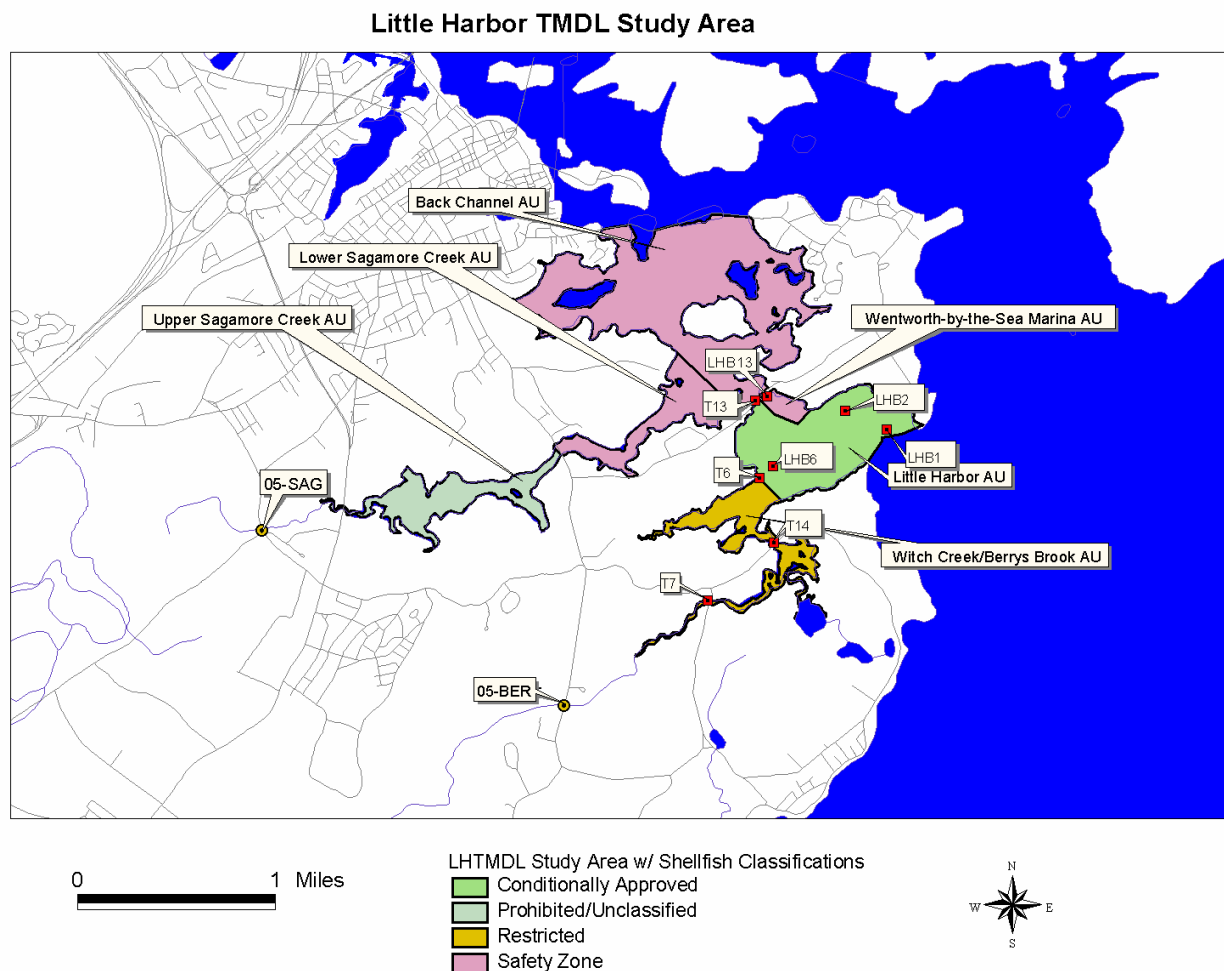 Little Harbor TMDL Study Area
Back Channel AU
Lower Sagamore Creek AU
Upper Sagamore Creek AU
Wentworth-by-the-Sea Marina AU
LHB13
T13
LHB2
LHB1
LHB6
T6
Little Harbor AU
05-SAG
T14
Witch Creek/Berrys Brook AU
T7
05-BER
0 1 Miles
LHTMDL Study Area w/ Shellfish Classifications
Conditionally Approved
Prohibited/Unclassified
Restricted
Safety Zone
N
W E
S